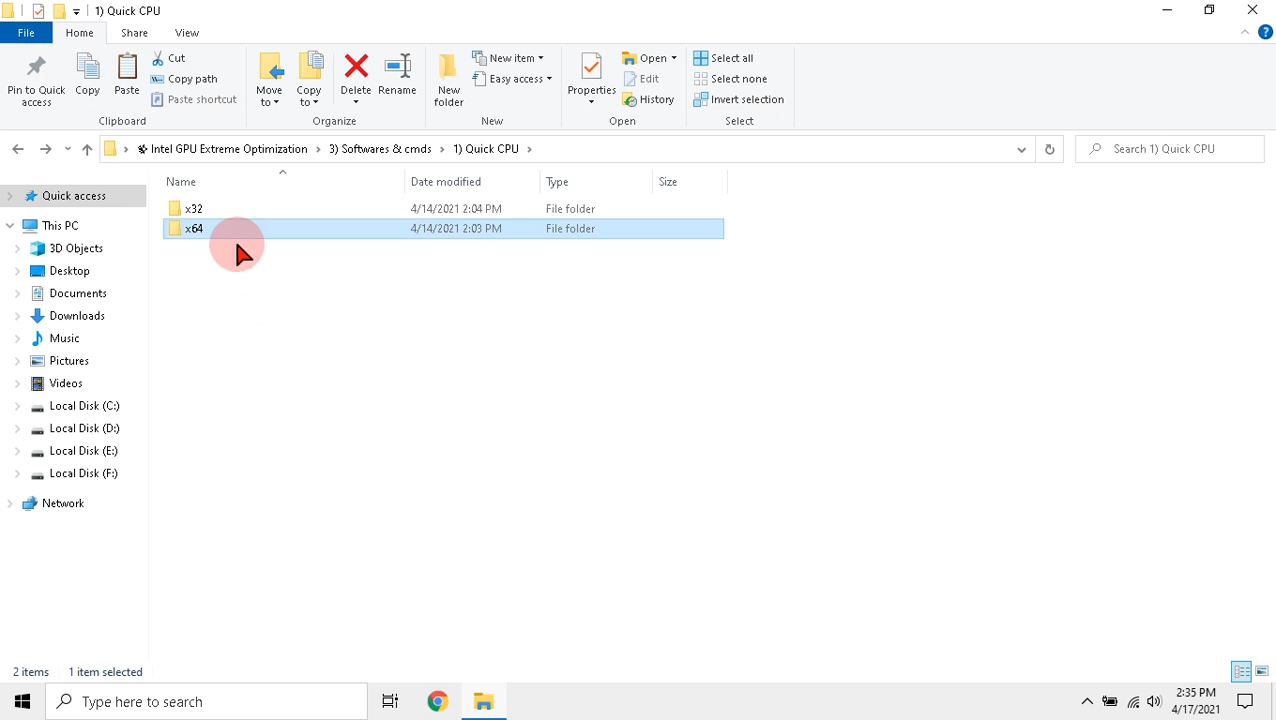 1) Quick CPU
File Home Share View
Pin to Quick access
Copy
Paste
Cut
Copy path
Paste shortcut
Clipboard
Move to
Copy to
Delete
Rename
Organize
New folder
New item
Easy access
New
Properties
Open
Edit
History
Open
Select all
Select none
Invert selection
Select
Intel GPU Extreme Optimization 3) Softwares & cmds 1) Quick CPU
Search 1) Quick CPU
Name Date modified Type Size
x32 4/14/2021 2:04 PM File folder
x64 4/14/2021 2:03 PM File folder
Quick access
This PC
3D Objects
Desktop
Documents
Downloads
Music
Pictures
Videos
Local Disk (C:)
Local Disk (D:)
Local Disk (E:)
Local Disk (F:)
Network
2 items 1 item selected
Type here to search
2:35 PM
4/17/2021